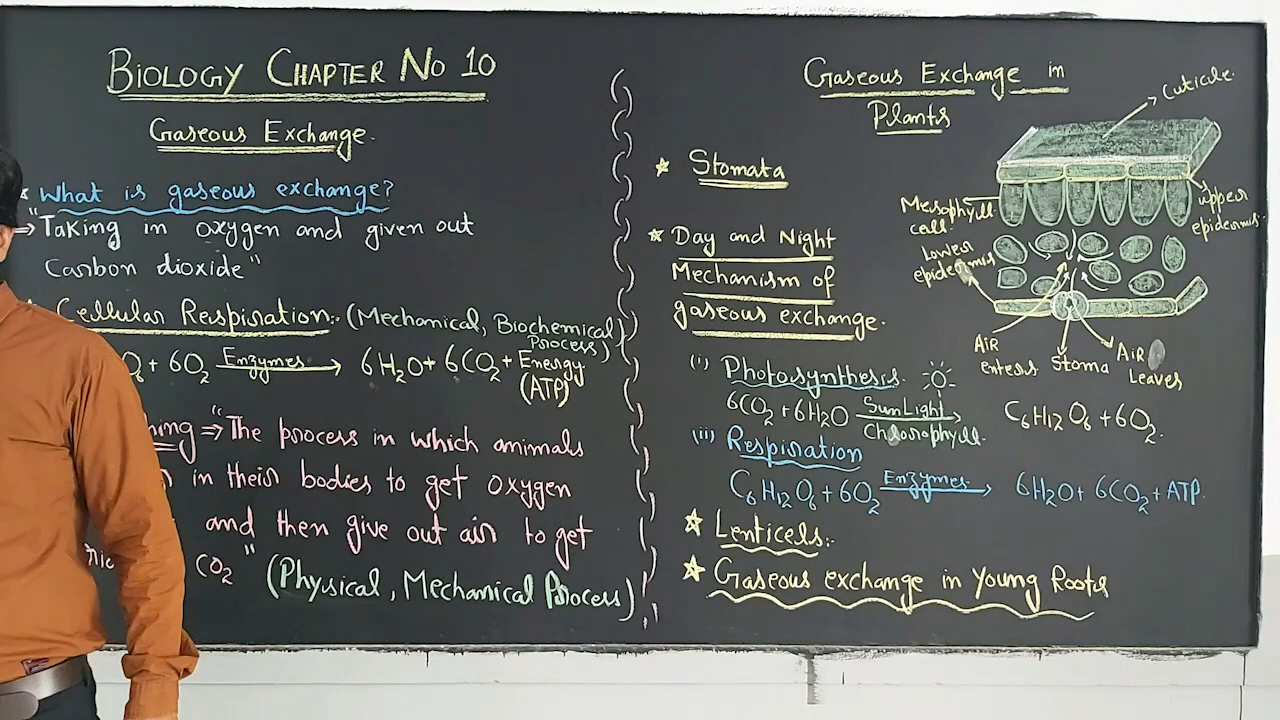 BIOLOGY CHAPTER No 10
Gaseous Exchange.
What is gaseous exchange?
⇒ "Taking in oxygen and given out
Carbon dioxide"
Cellular Respiration:. (Mechanical, Biochemical Process)
6 + 6O₂ Enzymes → 6H₂O + 6CO₂ + Energy
(ATP)
⇒ "The process in which animals
in their bodies to get oxygen
and then give out air to get
CO₂" (Physical, Mechanical Process)
Gaseous Exchange in
Plants
☆ Stomata
☆ Day and Night
Mechanism of
gaseous exchange.
Cuticule.
Mesophyll
cell.
upper
epidermis.
Lower
epidermis
Air
enters
Stoma
Air
Leaves
(i) Photosynthesis.
6CO₂ + 6H₂O SunLight → C₆H₁₂O₆ + 6O₂.
Chlorophyll.
(ii) Respiration
C₆H₁₂O₆ + 6O₂ Enzymes → 6H₂O + 6CO₂ + ATP.
☆ Lenticels:.
☆ Gaseous exchange in Young Roots